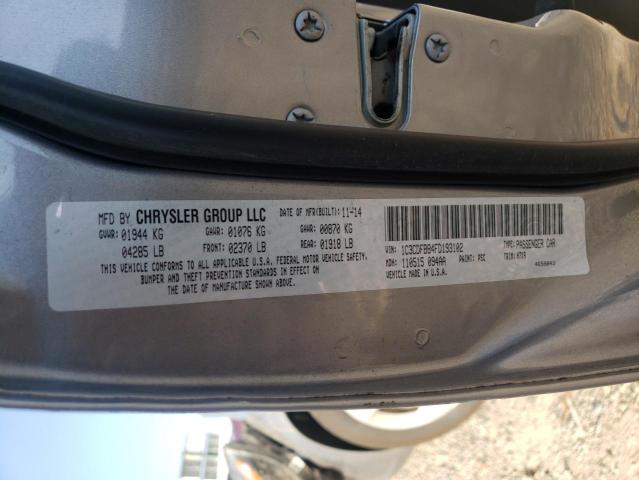 MFD BY CHRYSLER GROUP LLC DATE OF MFR(BUILT): 11-14
GVWR: 01944 KG GAWR: 01076 KG GAWR: 00870 KG
04285 LB FRONT: 02370 LB REAR: 01918 LB
THIS VEHICLE CONFORMS TO ALL APPLICABLE U.S.A. FEDERAL MOTOR VEHICLE SAFETY,
BUMPER AND THEFT PREVENTION STANDARDS IN EFFECT ON
THE DATE OF MANUFACTURE SHOWN ABOVE.
VIN: 1C3CDFBB4FD193102 TYPE: PASSENGER CAR
MDH: 110515 094AA PAINT: PSC TRIM: H7X9
VEHICLE MADE IN U.S.A.